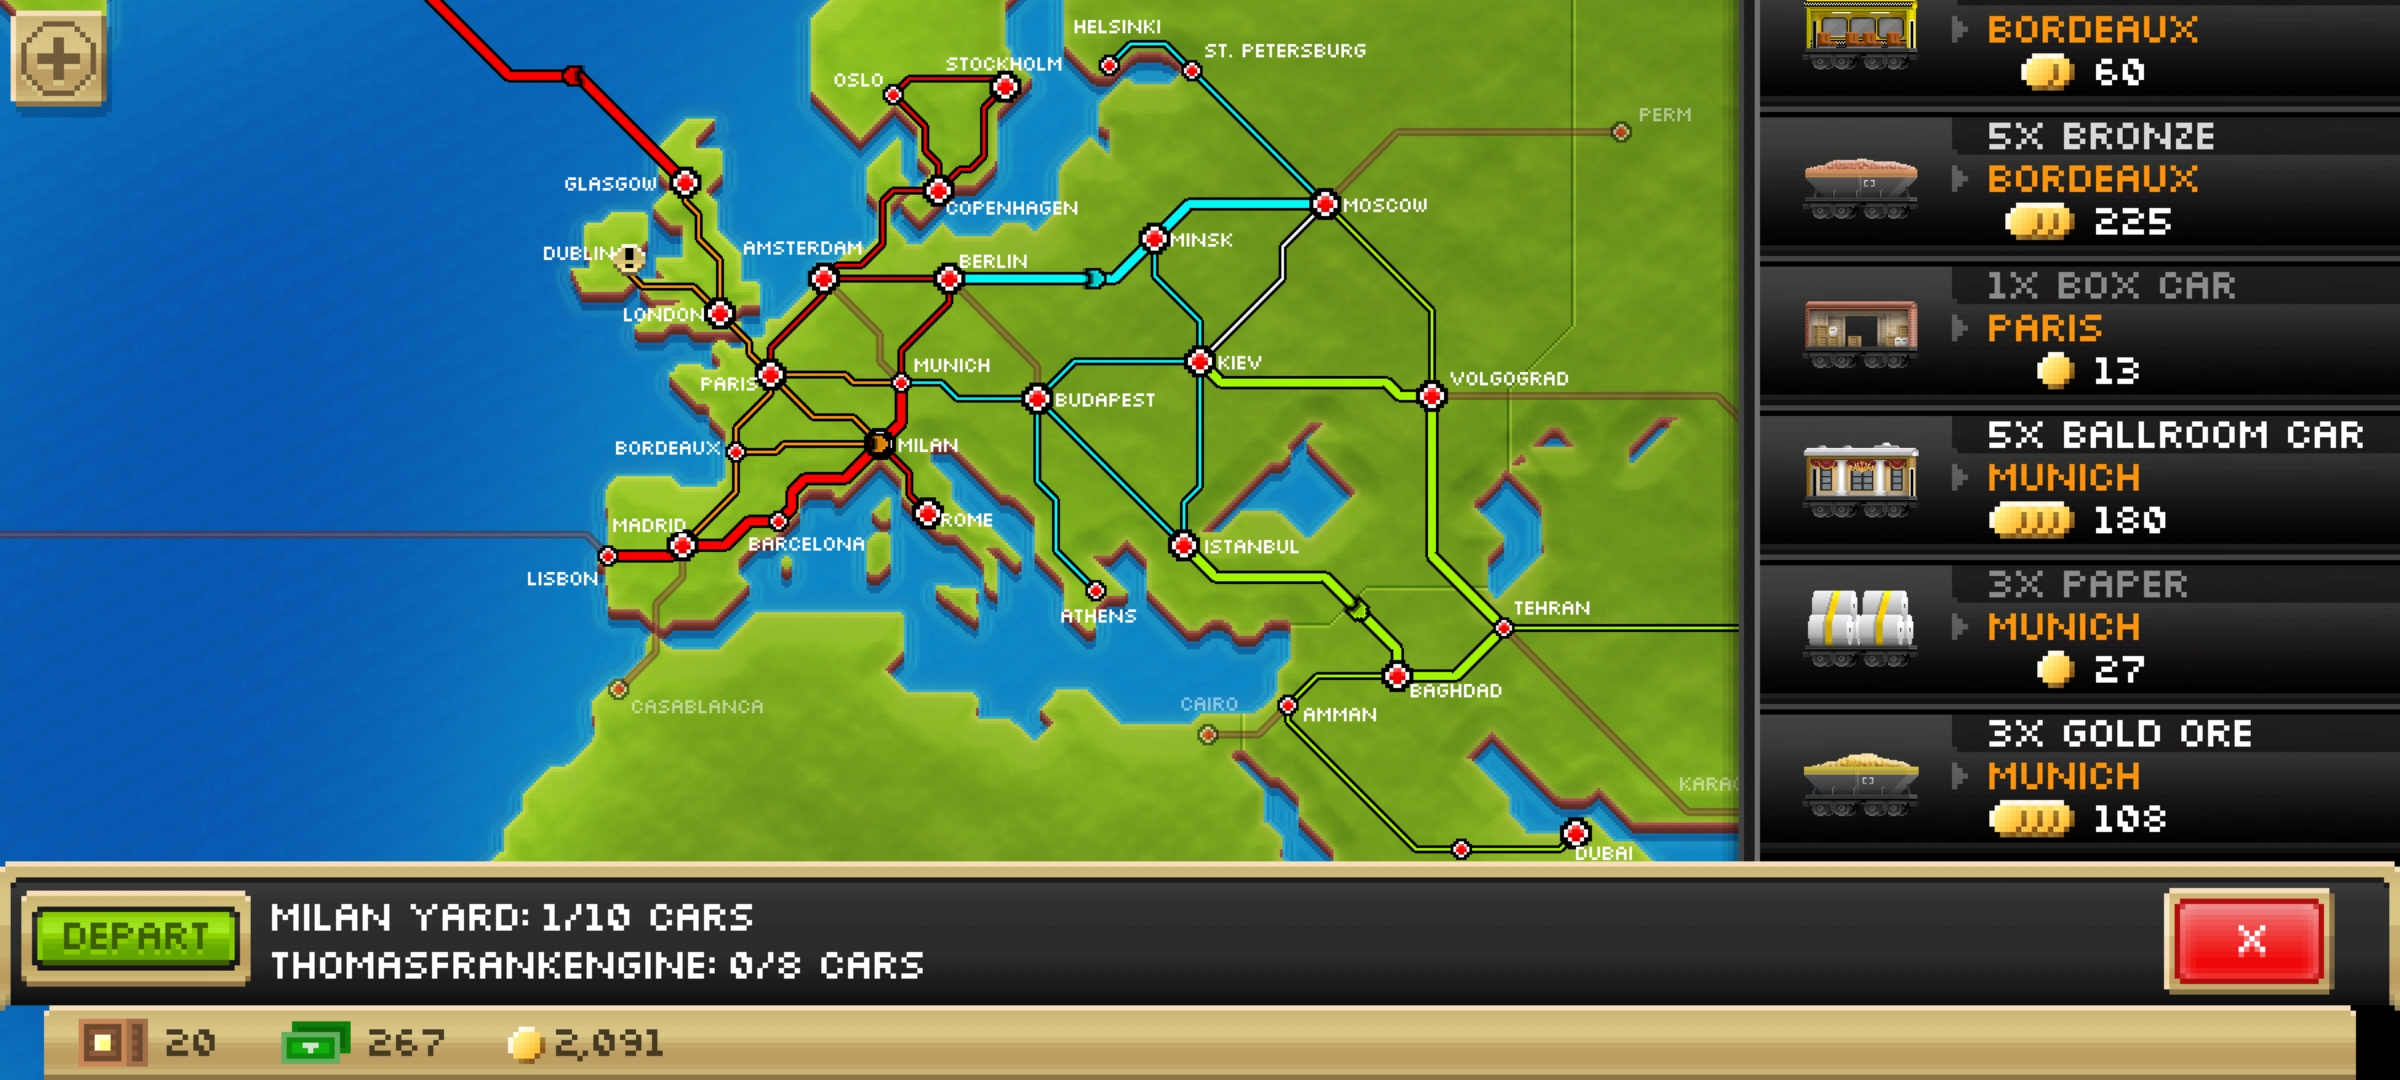 HELSINKI
ST. PETERSBURG
STOCKHOLM
OSLO
PERM
GLASGOW
COPENHAGEN
MOSCOW
MINSK
DUBLIN
AMSTERDAM
BERLIN
LONDON
MUNICH
KIEV
PARIS
BUDAPEST
VOLGOGRAD
BORDEAUX
MILAN
MADRID
ROME
BARCELONA
ISTANBUL
LISBON
ATHENS
TEHRAN
CASABLANCA
CAIRO
BAGHDAD
AMMAN
KARAC
DUBAI
BORDEAUX
60
5X BRONZE
BORDEAUX
225
1X BOX CAR
PARIS
13
5X BALLROOM CAR
MUNICH
180
3X PAPER
MUNICH
27
3X GOLD ORE
MUNICH
108
DEPART
MILAN YARD: 1/10 CARS
THOMASFRANKENGINE: 0/8 CARS
X
20
267
2,091